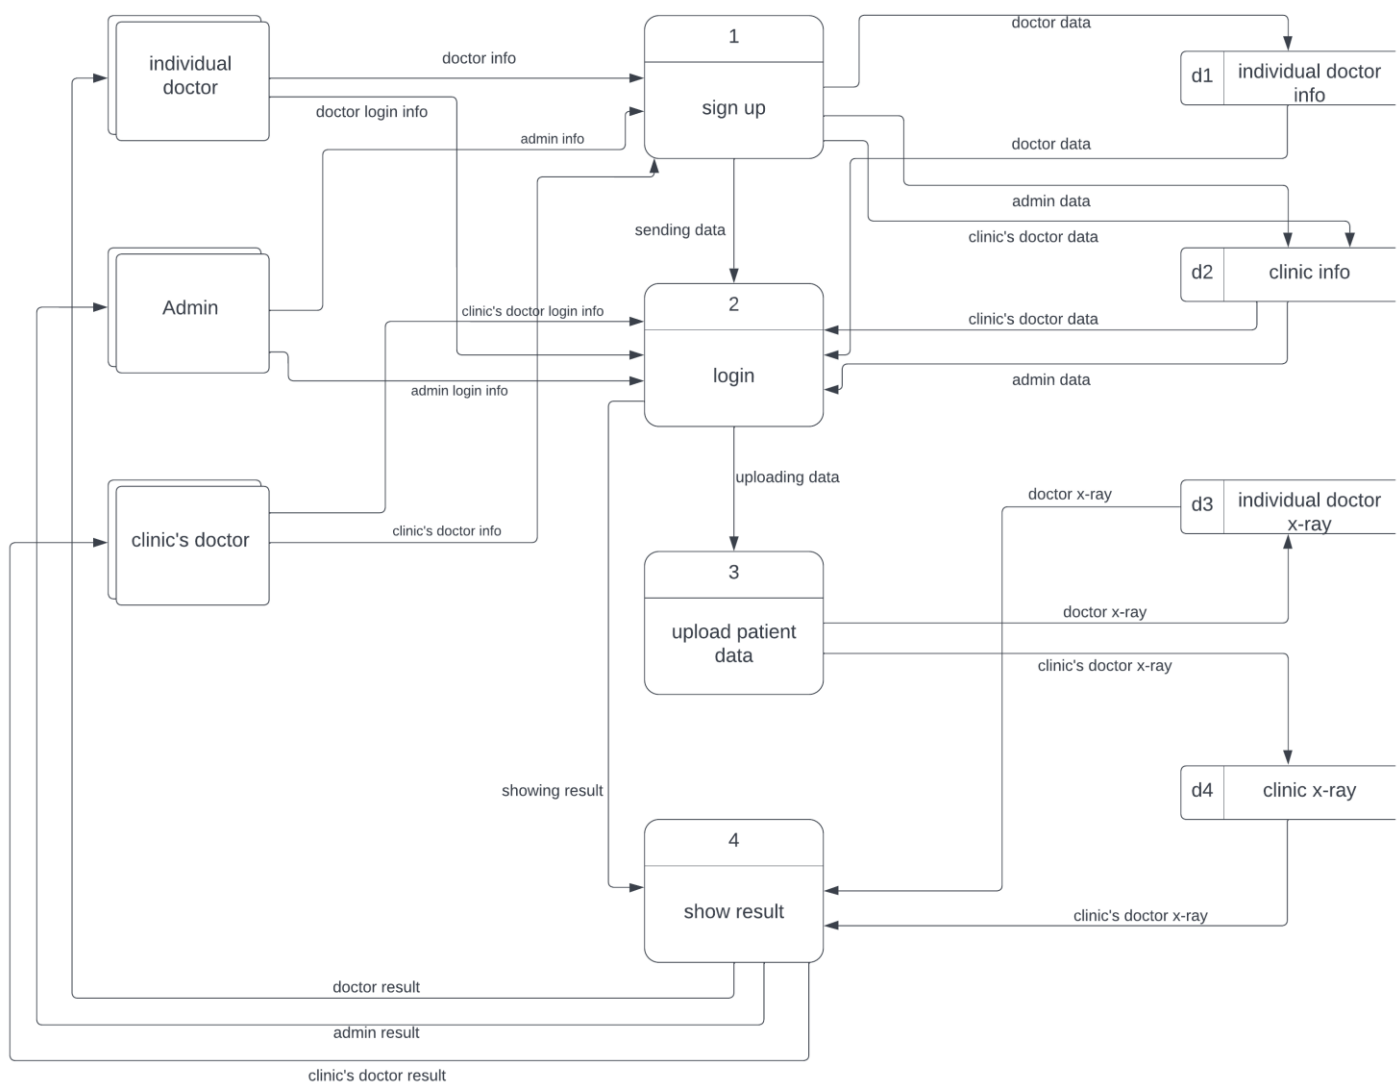 1
doctor data
individual
doctor
doctor info
d1
individual doctor
info
sign up
doctor login info
admin info
doctor data
admin data
sending data
clinic's doctor data
d2
clinic info
Admin
2
clinic's doctor login info
clinic's doctor data
login
admin login info
admin data
uploading data
doctor x-ray
d3
individual doctor
x-ray
clinic's doctor
clinic's doctor info
3
upload patient
data
doctor x-ray
clinic's doctor x-ray
showing result
d4
clinic x-ray
4
show result
clinic's doctor x-ray
doctor result
admin result
clinic's doctor result